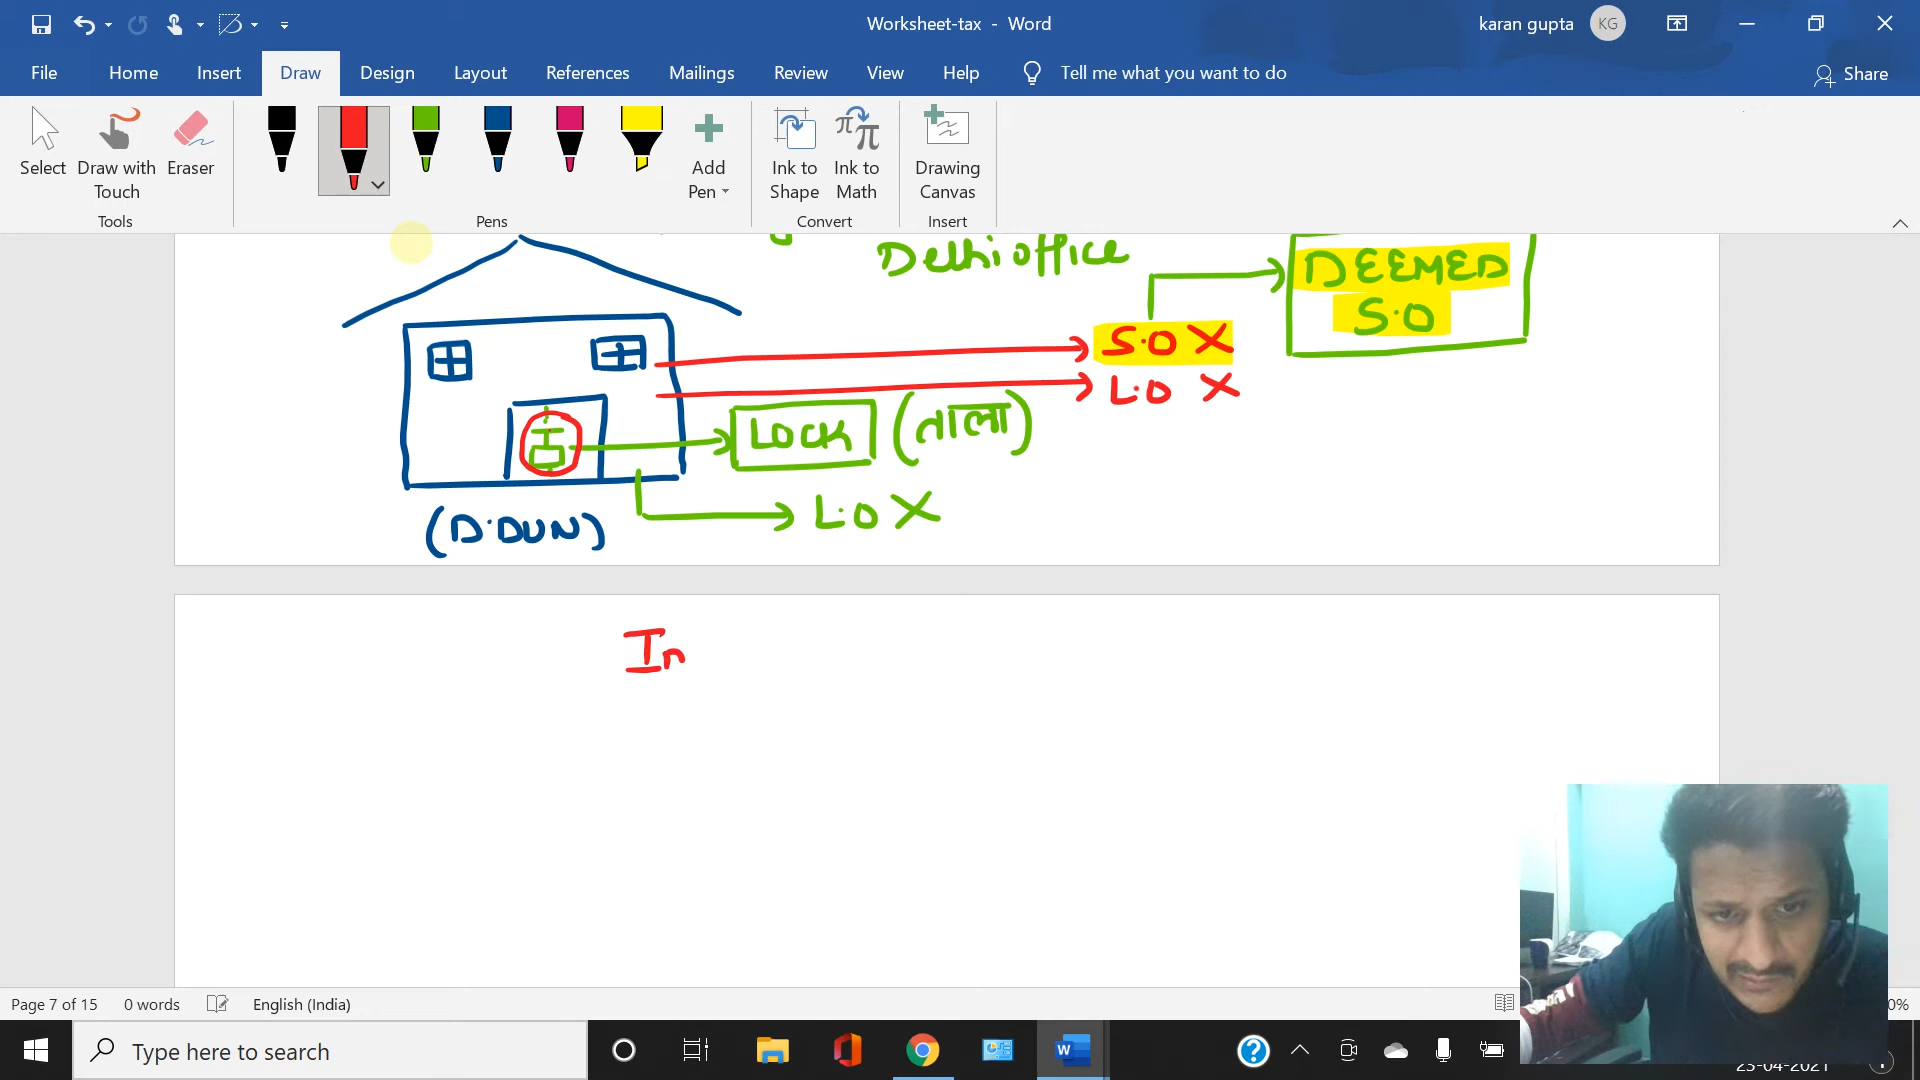 Worksheet-tax - Word
karan gupta
KG
File
Home
Insert
Draw
Design
Layout
References
Mailings
Review
View
Help
Tell me what you want to do
Share
Select
Draw with Touch
Eraser
Add Pen
Ink to Shape
Ink to Math
Drawing Canvas
Tools
Pens
Convert
Insert
Delhi office
DEEMED
S.O
S.O X
L.O X
LOCK (ताला)
L.O X
(D.DUN)
In
Page 7 of 15
0 words
English (India)
Type here to search
23-04-2021